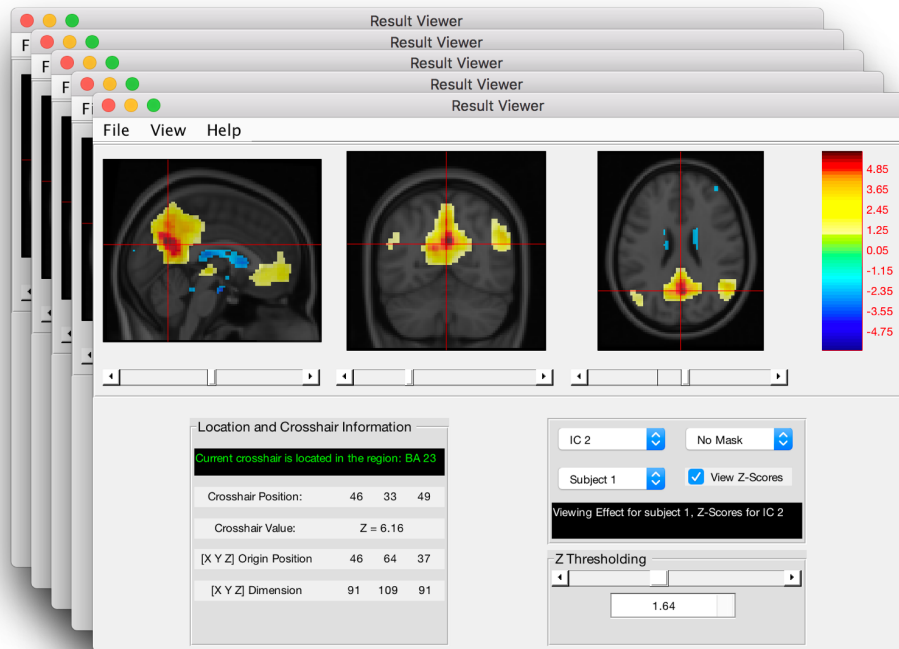 Result Viewer
Result Viewer
Result Viewer
Result Viewer
Result Viewer
F
F
F
Fi
File View Help
4.85
3.65
2.45
1.25
0.05
-1.15
-2.35
-3.55
-4.75
Location and Crosshair Information
Current crosshair is located in the region: BA 23
Crosshair Position: 46 33 49
Crosshair Value: Z = 6.16
[X Y Z] Origin Position 46 64 37
[X Y Z] Dimension 91 109 91
IC 2 No Mask
Subject 1 View Z-Scores
Viewing Effect for subject 1, Z-Scores for IC 2
Z Thresholding
1.64